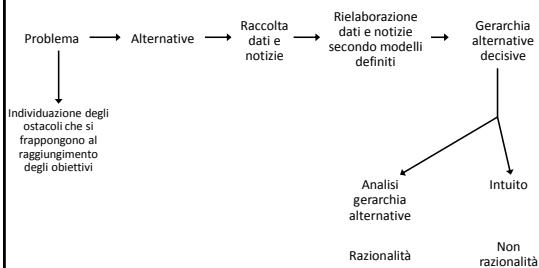 Problema
Alternative
Raccolta
dati e
notizie
Rielaborazione
dati e notizie
secondo modelli
definiti
Gerarchia
alternative
decisive
Individuazione degli
ostacoli che si
frappongono al
raggiungimento
degli obiettivi
Analisi
gerarchia
alternative
Intuito
Razionalità
Non
razionalità